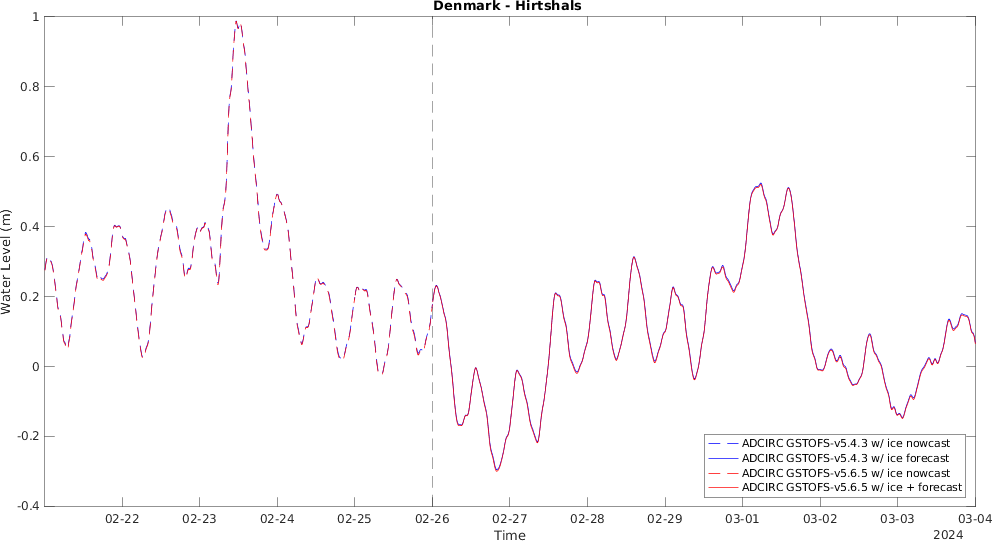 Denmark - Hirtshals
Water Level (m)
1
0.8
0.6
0.4
0.2
0
-0.2
-0.4
ADCIRC GSTOFS-v5.4.3 w/ ice nowcast
ADCIRC GSTOFS-v5.4.3 w/ ice forecast
ADCIRC GSTOFS-v5.6.5 w/ ice nowcast
ADCIRC GSTOFS-v5.6.5 w/ ice + forecast
02-22 02-23 02-24 02-25 02-26 02-27 02-28 02-29 03-01 03-02 03-03 03-04
Time
2024